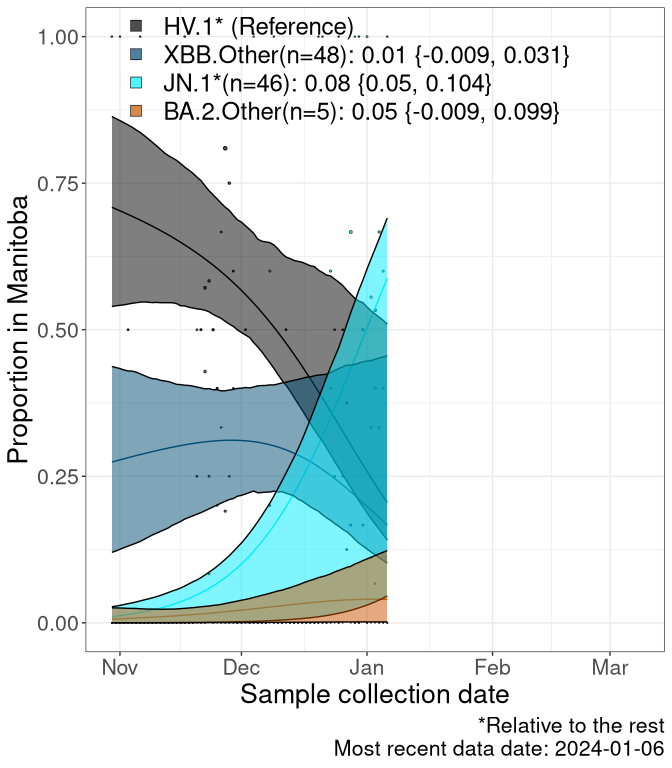 HV.1* (Reference)
XBB.Other(n=48): 0.01 {-0.009, 0.031}
JN.1*(n=46): 0.08 {0.05, 0.104}
BA.2.Other(n=5): 0.05 {-0.009, 0.099}
1.00
0.75
0.50
0.25
0.00
Proportion in Manitoba
Nov Dec Jan Feb Mar
Sample collection date
*Relative to the rest
Most recent data date: 2024-01-06